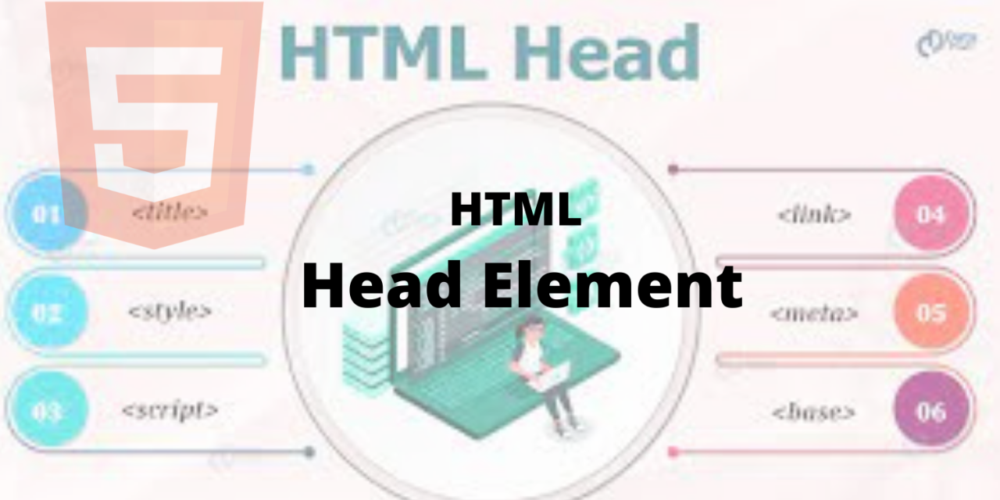 HTML Head
HTML
Head Element
01
<title>
02
<style>
03
<script>
<link>
04
<meta>
05
<base>
06